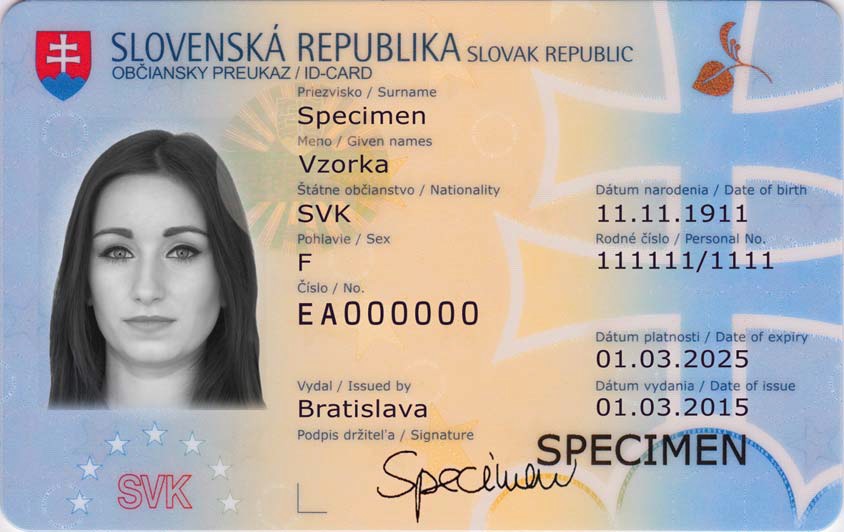 SLOVENSKÁ REPUBLIKA SLOVAK REPUBLIC
OBČIANSKY PREUKAZ / ID-CARD
Priezvisko / Surname
Specimen
Meno / Given names
Vzorka
Štátne občianstvo / Nationality
SVK
Dátum narodenia / Date of birth
11.11.1911
Pohlavie / Sex
F
Rodné číslo / Personal No.
111111/1111
Číslo / No.
EA000000
Dátum platnosti / Date of expiry
01.03.2025
Vydal / Issued by
Bratislava
Dátum vydania / Date of issue
01.03.2015
Podpis držiteľa / Signature
Specimen
SPECIMEN
SVK